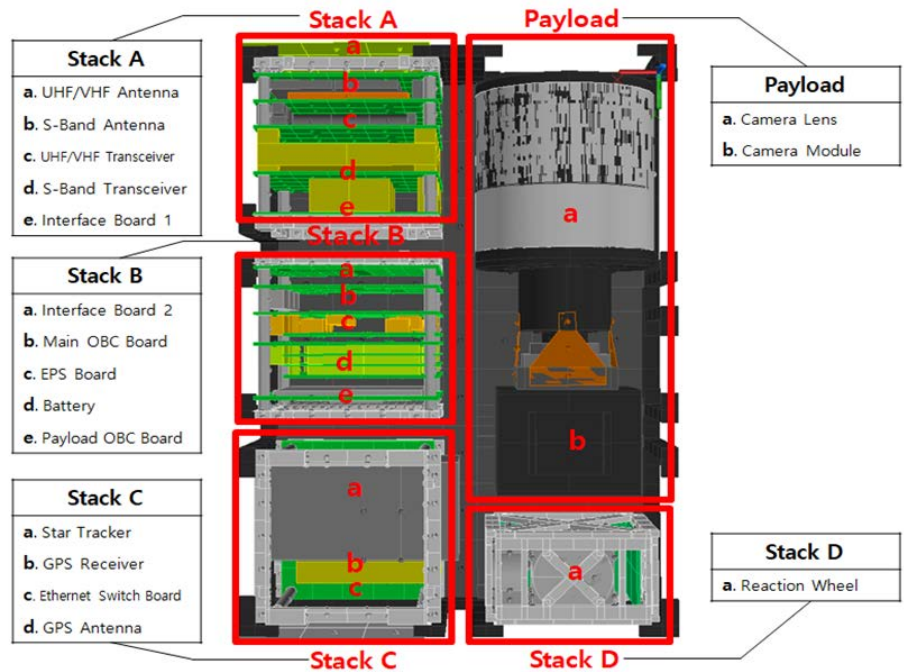 Stack A
Payload
Stack A
a. UHF/VHF Antenna
b. S-Band Antenna
c. UHF/VHF Transceiver
d. S-Band Transceiver
e. Interface Board 1
a
b
c
d
e
Stack B
Stack B
a. Interface Board 2
b. Main OBC Board
c. EPS Board
d. Battery
e. Payload OBC Board
a
b
c
d
e
Stack C
a. Star Tracker
b. GPS Receiver
c. Ethernet Switch Board
d. GPS Antenna
a
b
c
Stack C
a
b
Payload
a. Camera Lens
b. Camera Module
a
Stack D
a. Reaction Wheel
Stack D